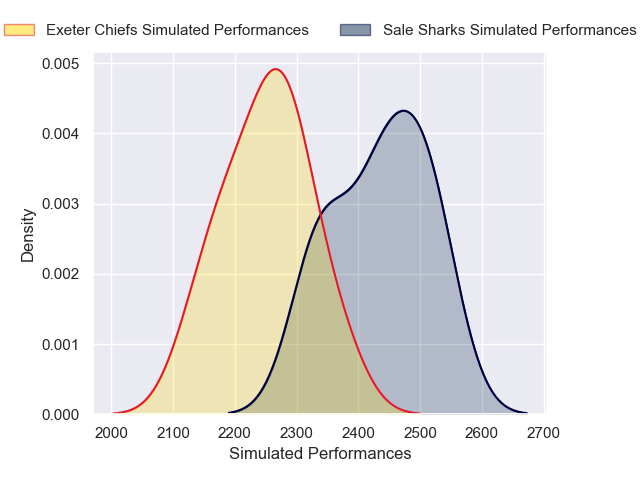 Exeter Chiefs Simulated Performances Sale Sharks Simulated Performances
0.005
0.004
0.003
0.002
0.001
0.000
Density
2000 2100 2200 2300 2400 2500 2600 2700
Simulated Performances